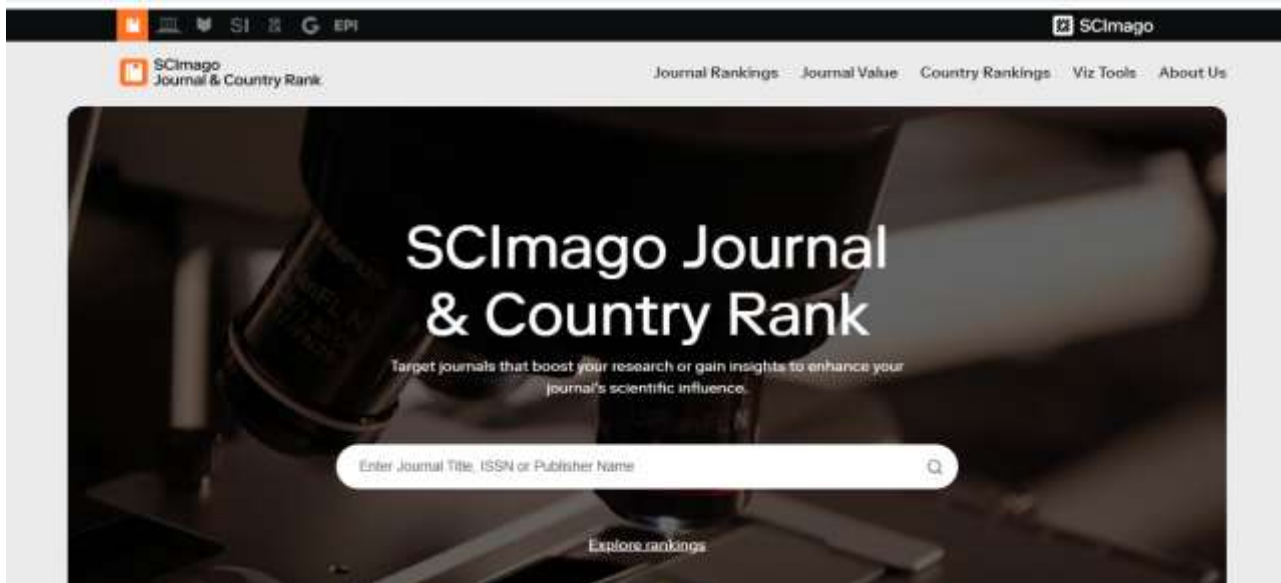 SI G EPI
SCImago
SCImago
Journal & Country Rank
Journal Rankings Journal Value Country Rankings Viz Tools About Us
SCImago Journal
& Country Rank
Target journals that boost your research or gain insights to enhance your
journal's scientific influence.
Enter Journal Title, ISSN or Publisher Name
Explore rankings